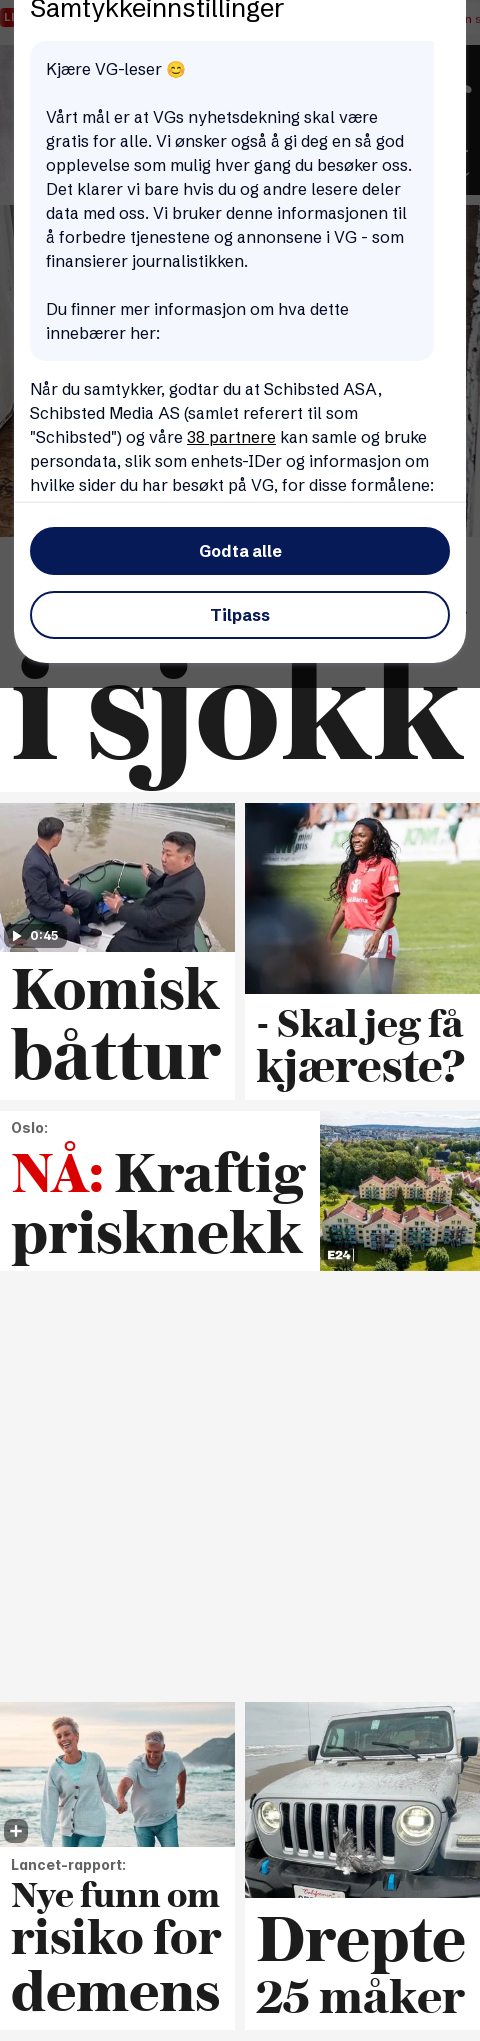 Samtykkeinnstillinger
Kjære VG-leser 😊
Vårt mål er at VGs nyhetsdekning skal være
gratis for alle. Vi ønsker også å gi deg en så god
opplevelse som mulig hver gang du besøker oss.
Det klarer vi bare hvis du og andre lesere deler
data med oss. Vi bruker denne informasjonen til
å forbedre tjenestene og annonsene i VG - som
finansierer journalistikken.
Du finner mer informasjon om hva dette
innebærer her:
Når du samtykker, godtar du at Schibsted ASA,
Schibsted Media AS (samlet referert til som
"Schibsted") og våre 38 partnere kan samle og bruke
persondata, slik som enhets-IDer og informasjon om
hvilke sider du har besøkt på VG, for disse formålene:
Godta alle
Tilpass
i sjokk
0:45
Komisk
båttur
- Skal jeg få
kjæreste?
Oslo:
NÅ: Kraftig
prisknekk
E24
Lancet-rapport:
Nye funn om
risiko for
demens
California
Drepte
25 måker